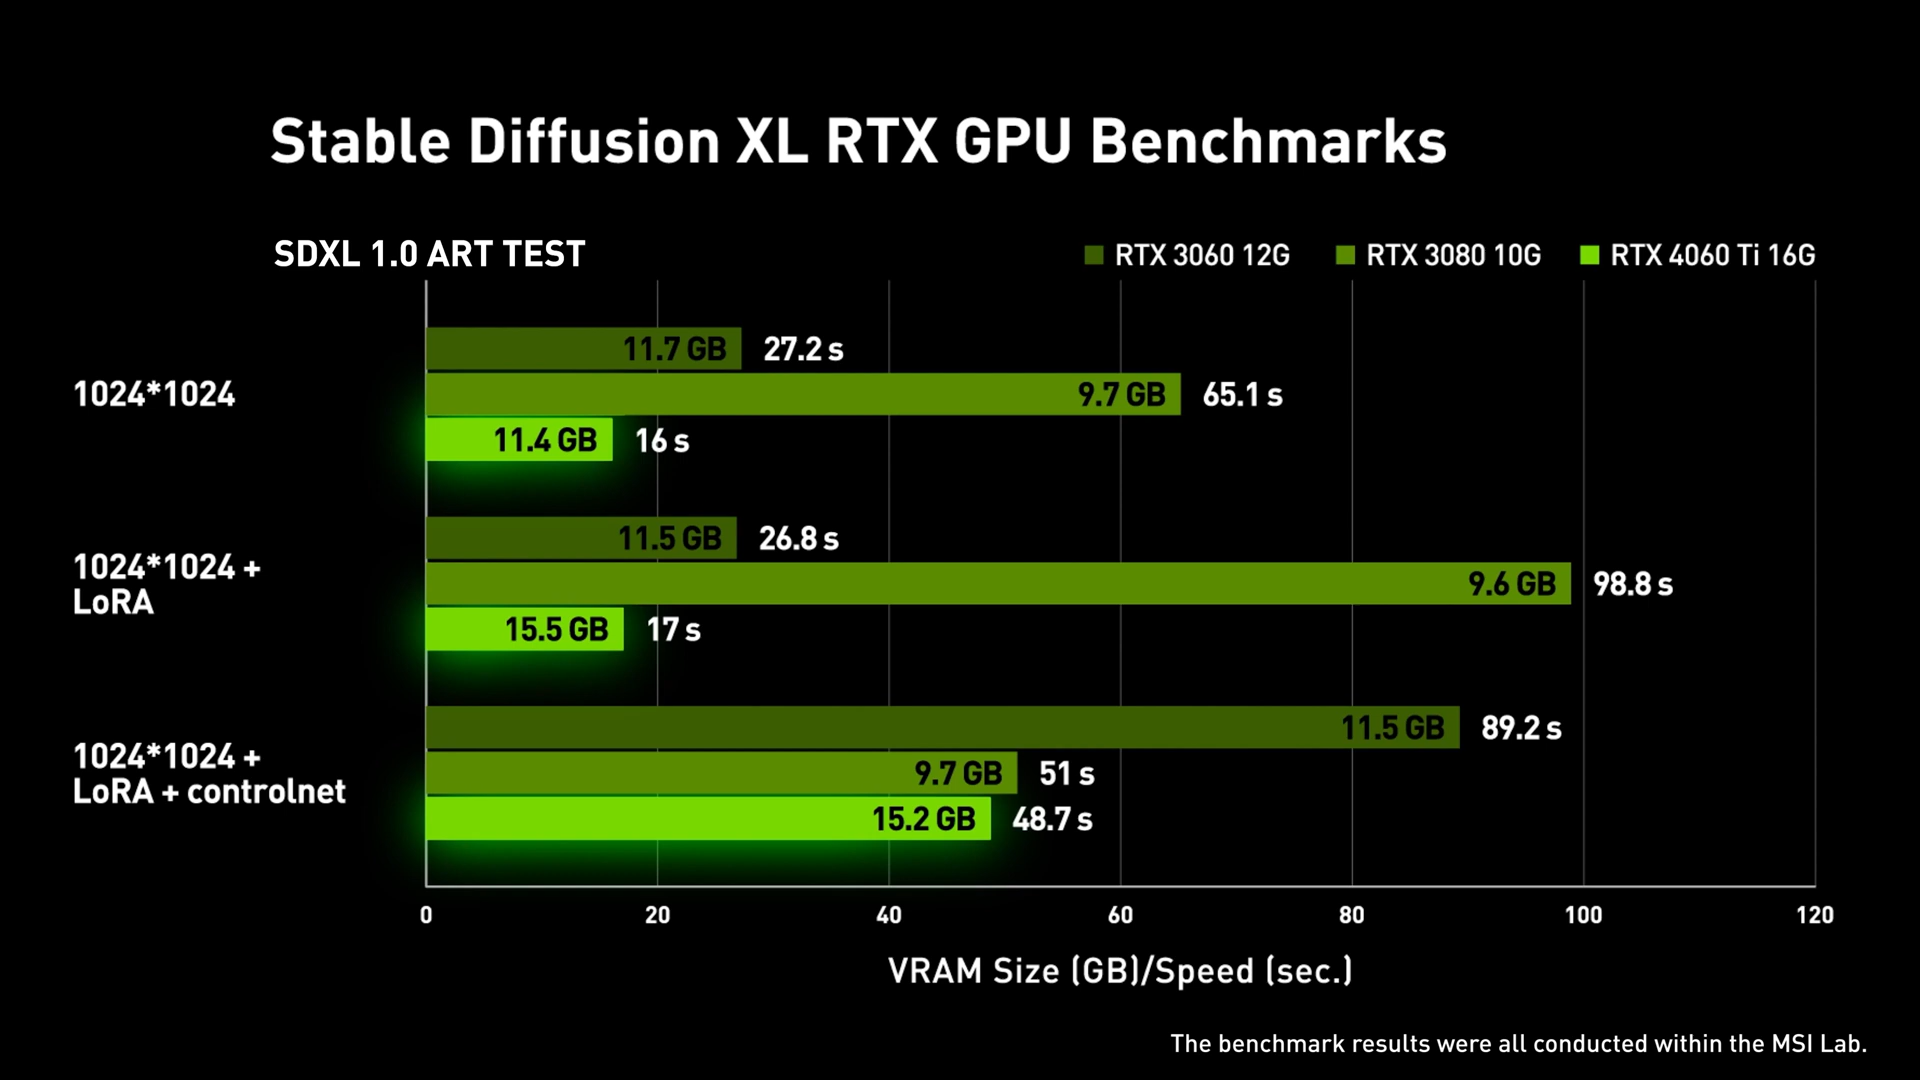 Stable Diffusion XL RTX GPU Benchmarks
SDXL 1.0 ART TEST
RTX 3060 12G RTX 3080 10G RTX 4060 Ti 16G
1024*1024
11.7 GB 27.2 s
9.7 GB 65.1 s
11.4 GB 16 s
1024*1024 +
LoRA
11.5 GB 26.8 s
9.6 GB 98.8 s
15.5 GB 17 s
1024*1024 +
LoRA + controlnet
11.5 GB 89.2 s
9.7 GB 51 s
15.2 GB 48.7 s
0 20 40 60 80 100 120
VRAM Size (GB)/Speed (sec.)
The benchmark results were all conducted within the MSI Lab.